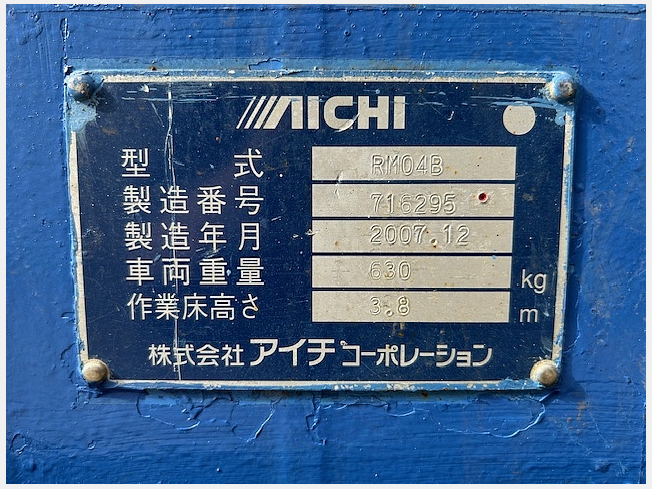 AICHI
型式 RM04B
製造番号 716295
製造年月 2007.12
車両重量 630 kg
作業床高さ 3.8 m
株式会社 アイチ コーポレーション